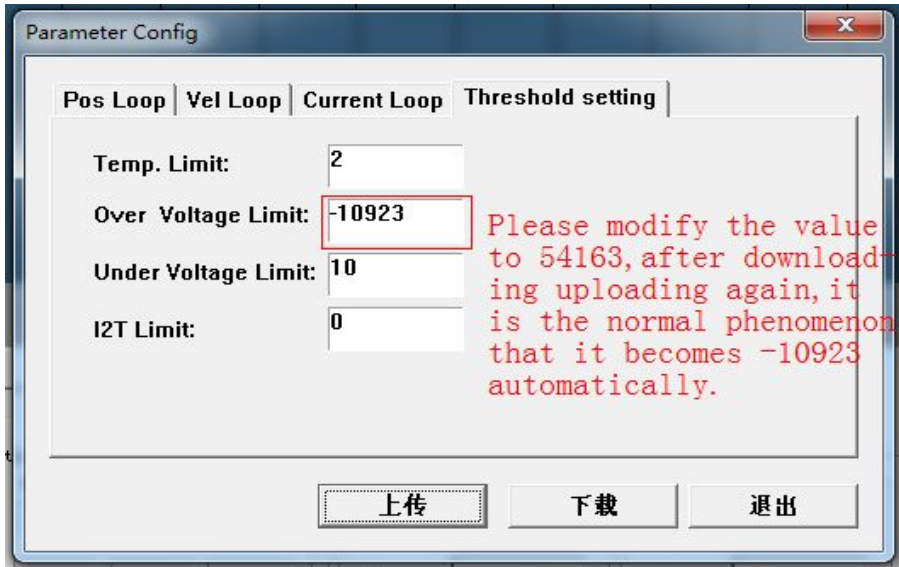 Parameter Config
Pos Loop Vel Loop Current Loop Threshold setting
Temp. Limit: 2
Over Voltage Limit: -10923
Under Voltage Limit: 10
I2T Limit: 0
Please modify the value
to 54163,after download-
ing uploading again,it
is the normal phenomenon
that it becomes -10923
automatically.
上传 下载 退出